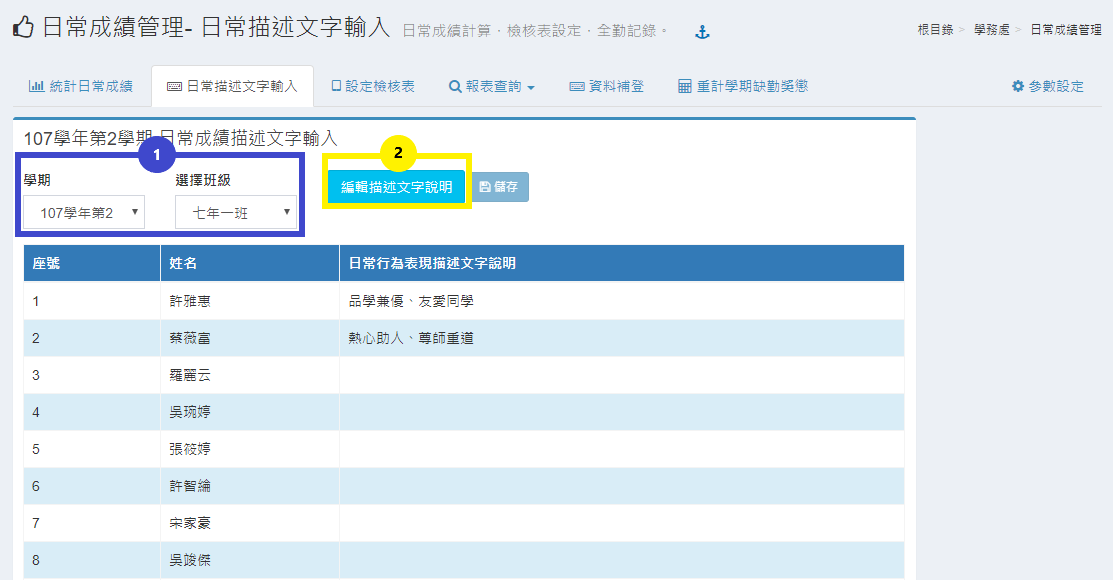 日常成績管理- 日常描述文字輸入 日常成績計算、檢核表設定、全勤記錄。
根目錄 > 學務處 > 日常成績管理
統計日常成績 日常描述文字輸入 設定檢核表 報表查詢 資料補登 重計學期缺勤獎懲 參數設定
107學年第2學期 日常成績描述文字輸入
1 2
學期 選擇班級
107學年第2 七年一班 編輯描述文字說明 儲存
座號 姓名 日常行為表現描述文字說明
1 許雅惠 品學兼優、友愛同學
2 蔡薇富 熱心助人、尊師重道
3 羅麗云
4 吳琬婷
5 張筱婷
6 許智綸
7 宋家豪
8 吳竣傑